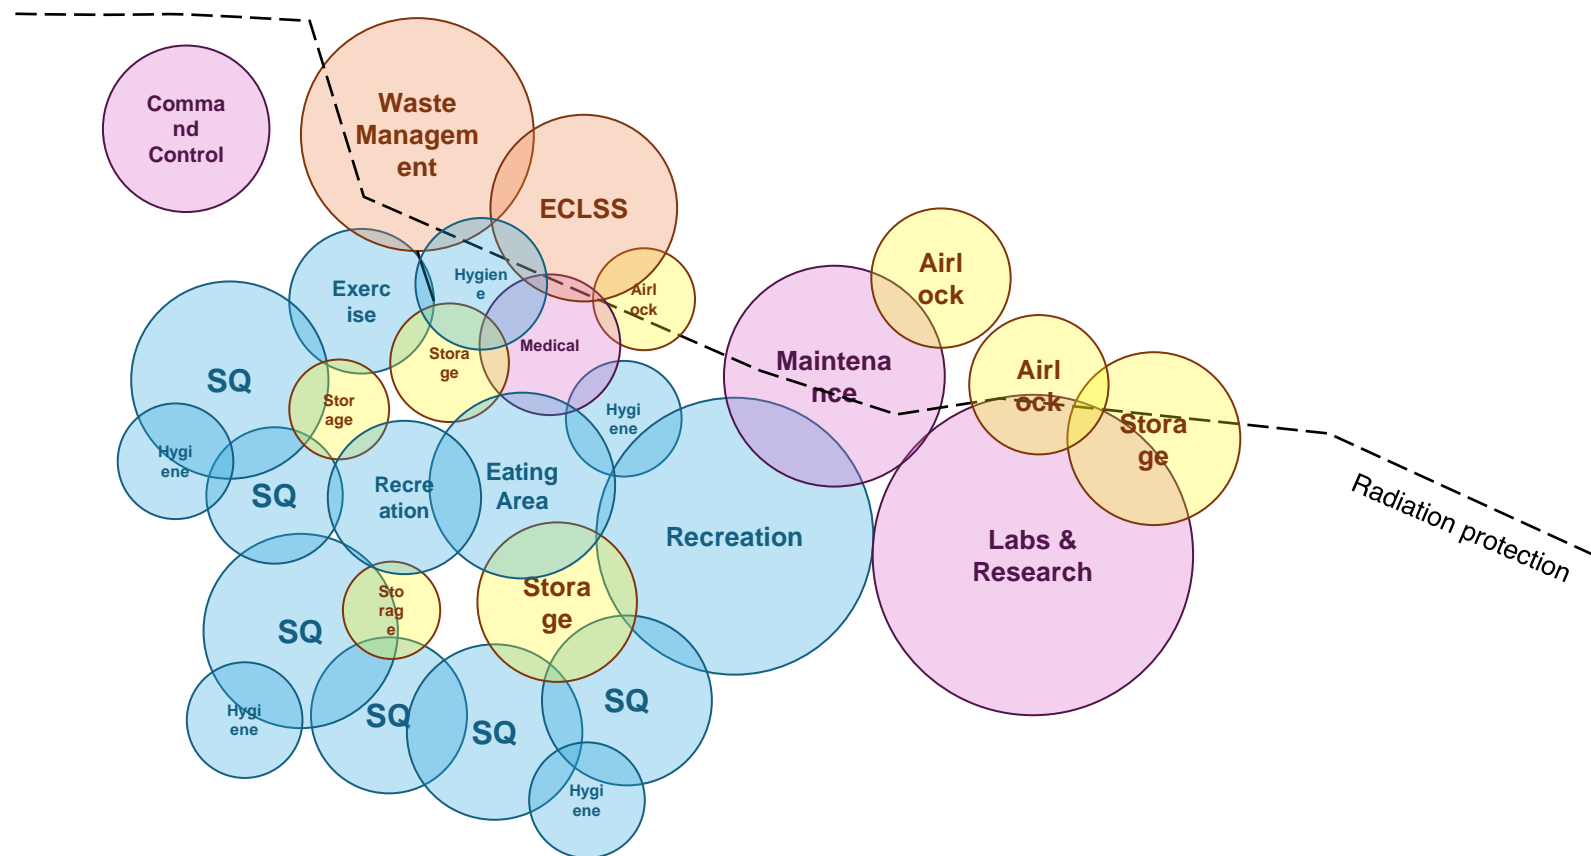 Comma
nd
Control
Waste
Managem
ent
ECLSS
Airl
ock
Hygien
e
Exerc
ise
Airl
ock
Stora
ge
Medical
Maintena
nce
Airl
ock
SQ
Stor
age
Hygi
ene
Stora
ge
Hygi
ene
SQ
Recre
ation
Eating
Area
Recreation
Labs &
Research
Radiation protection
Stora
ge
Sto
rag
e
SQ
SQ
Hygi
ene
SQ
SQ
Hygi
ene